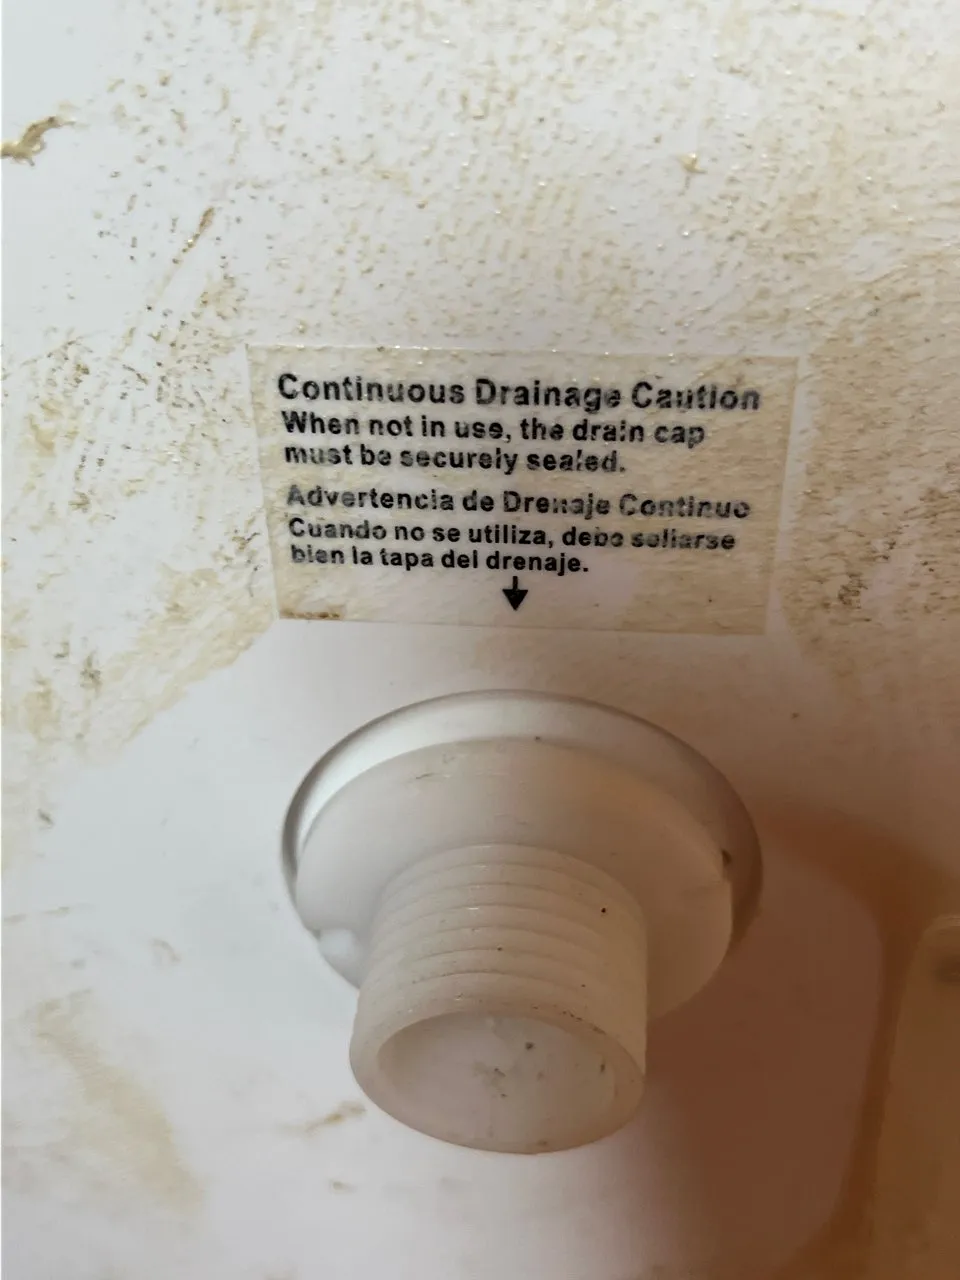 Continuous Drainage Caution
When not in use, the drain cap
must be securely sealed.
Advertencia de Drenaje Continuo
Cuando no se utiliza, debe sellarse
bien la tapa del drenaje.